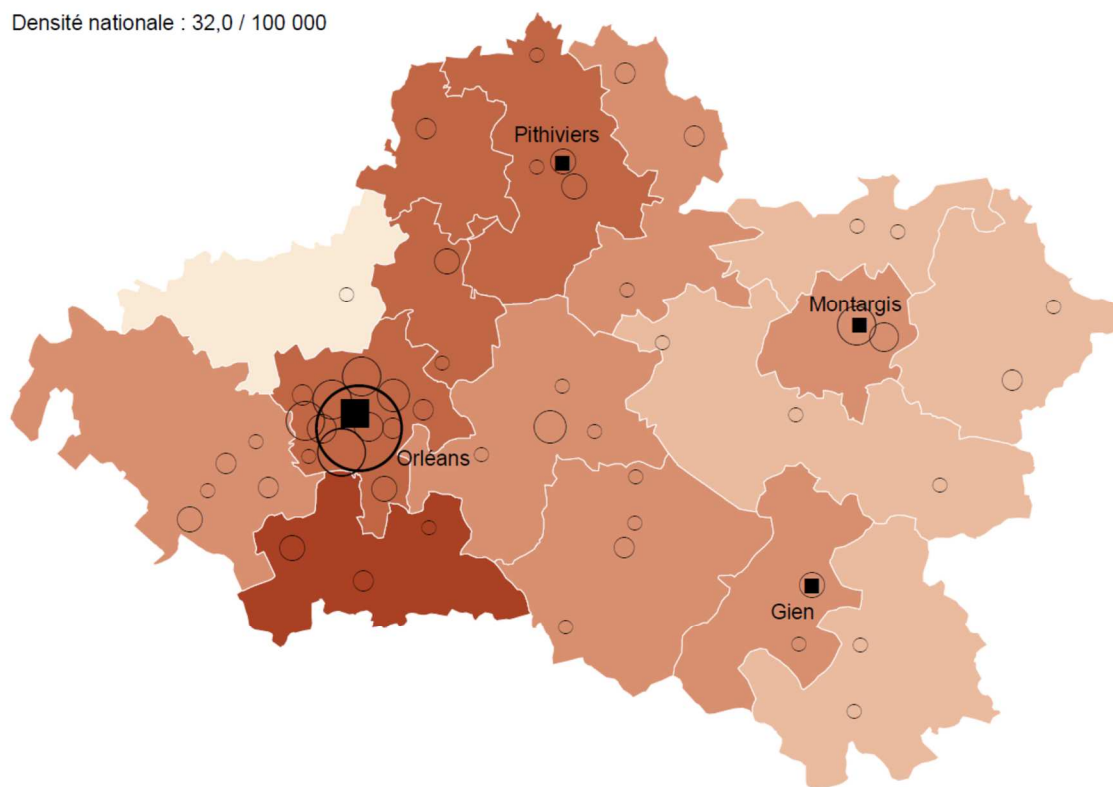 Densité nationale : 32,0 / 100 000
Pithiviers
Montargis
Orléans
Gien